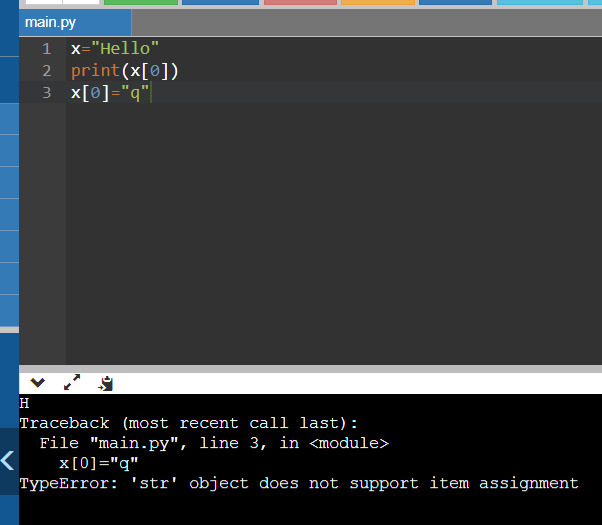 main.py
1 x="Hello"
2 print(x[0])
3 x[0]="q"
H
Traceback (most recent call last):
  File "main.py", line 3, in <module>
    x[0]="q"
TypeError: 'str' object does not support item assignment